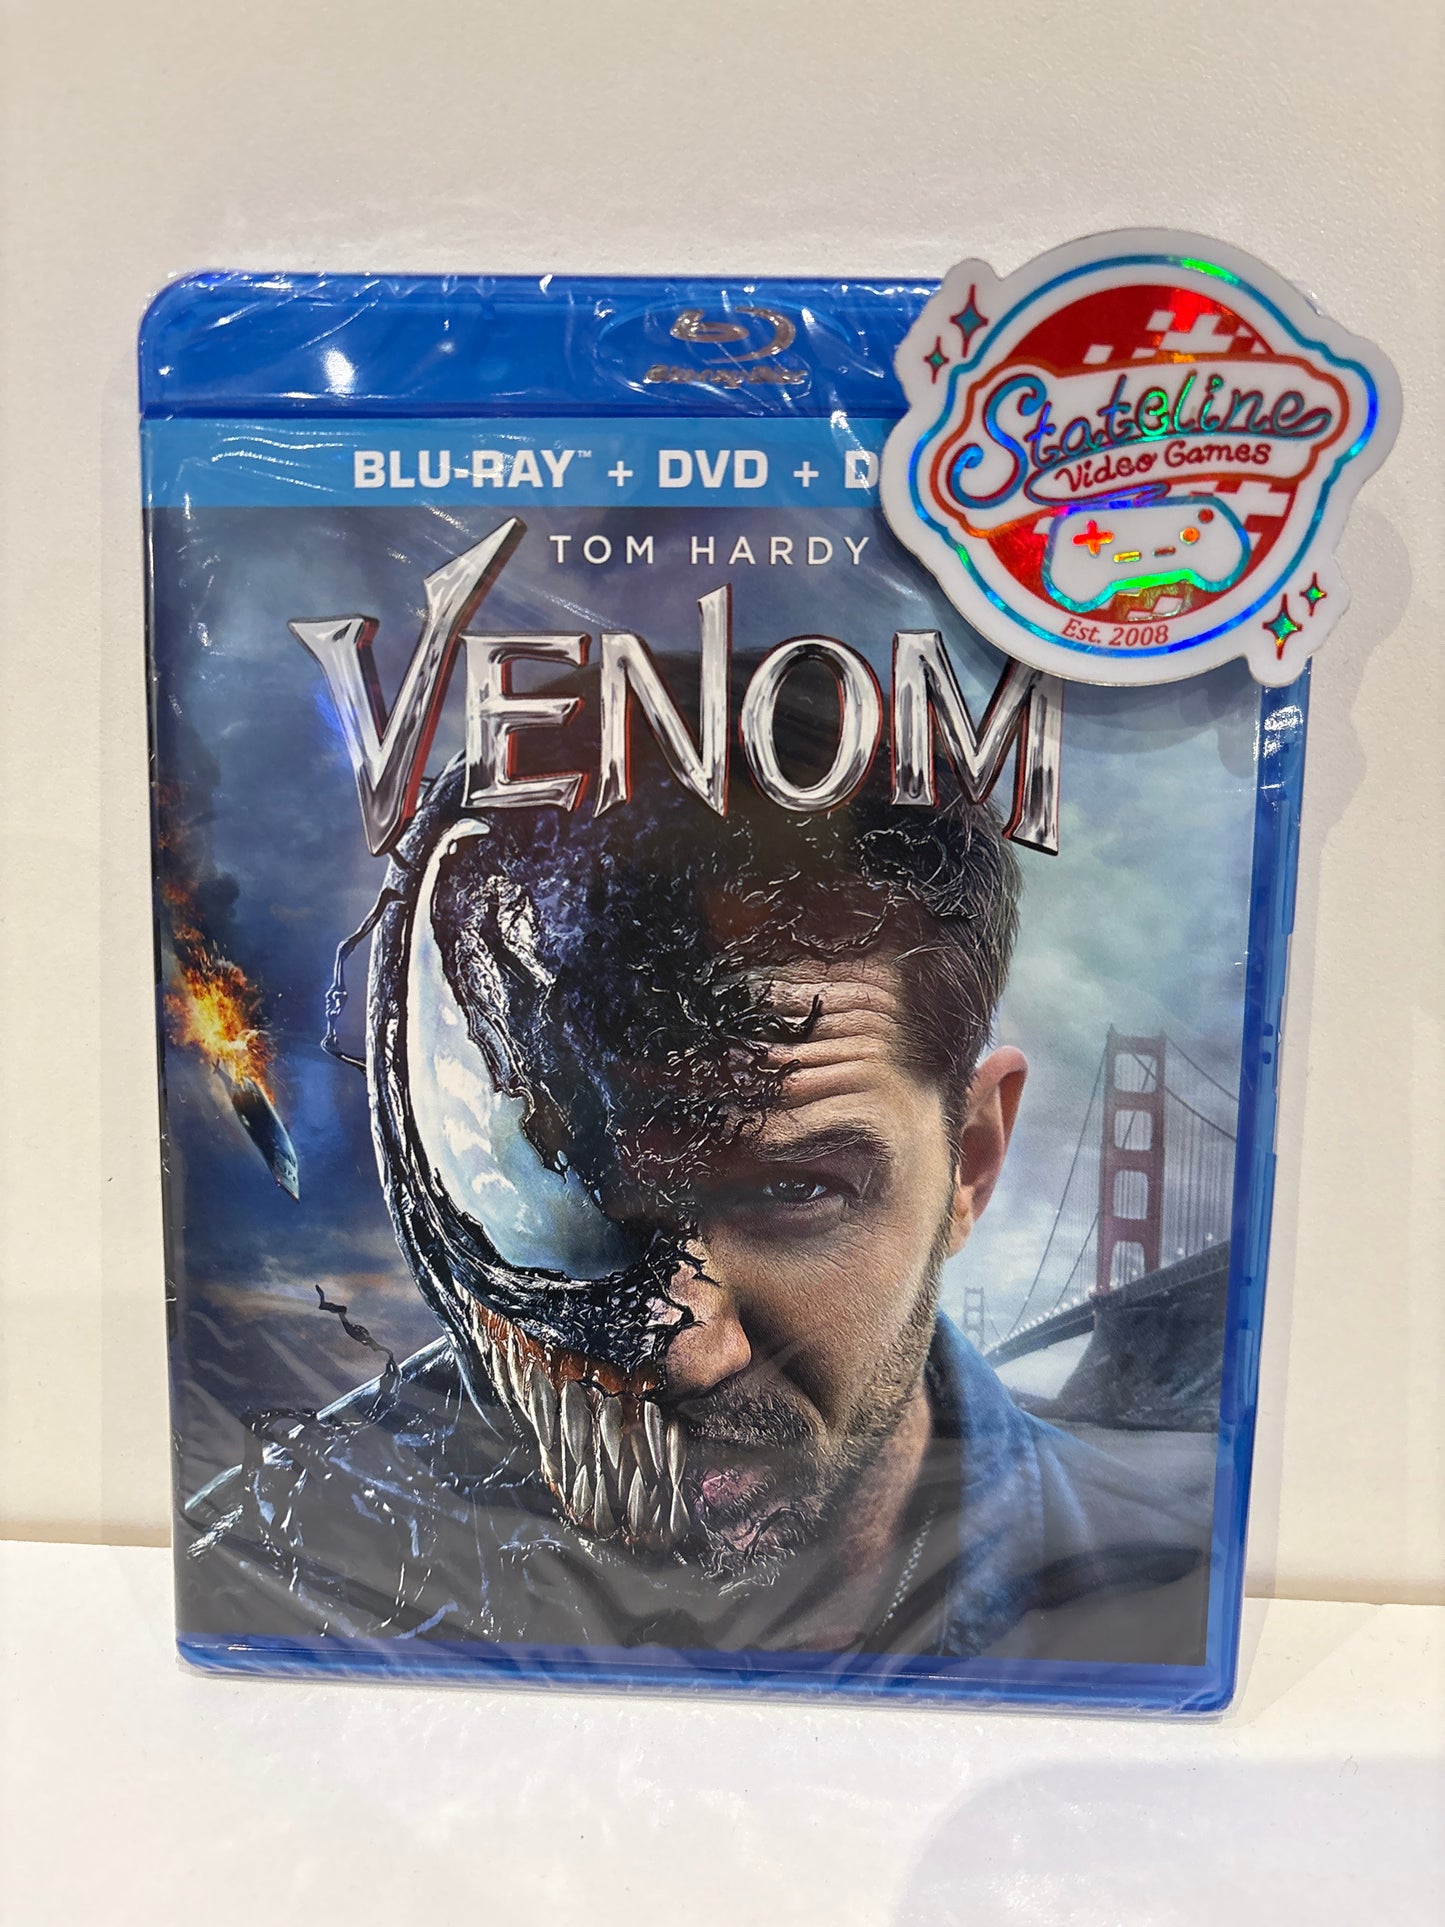 Blu-ray Disc
BLU-RAY™ + DVD + D
TOM HARDY
VENOM
Stateline
Video Games
Est. 2008